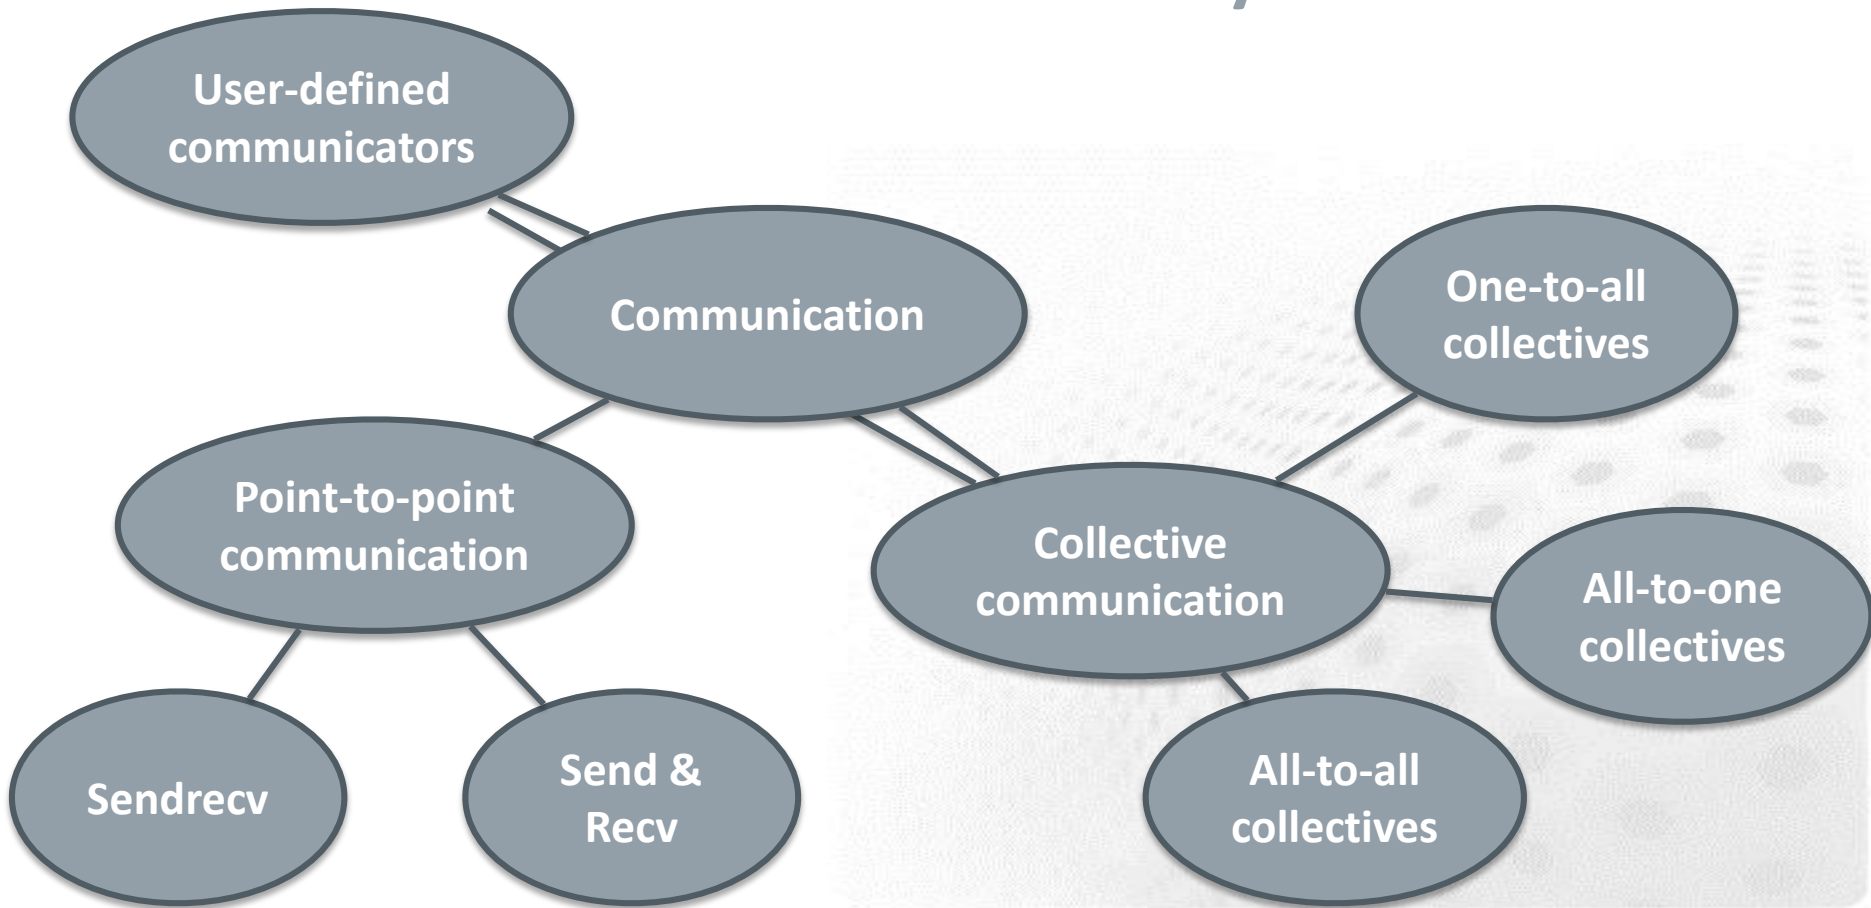 User-defined
communicators
Communication
One-to-all
collectives
Point-to-point
communication
Collective
communication
All-to-one
collectives
Sendrecv
Send &
Recv
All-to-all
collectives